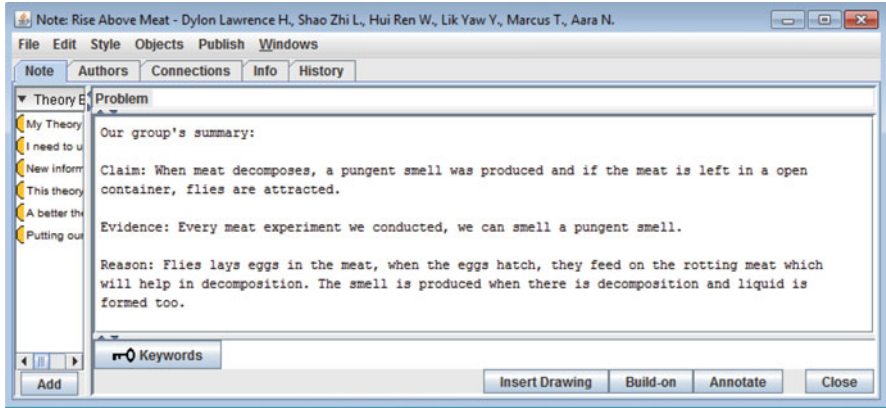 Note: Rise Above Meat - Dylon Lawrence H., Shao Zhi L., Hui Ren W., Lik Yaw Y., Marcus T., Aara N.
File Edit Style Objects Publish Windows
Note Authors Connections Info History
Theory E
Problem
My Theory
I need to u
New inform
This theory
A better the
Putting our
Our group's summary:
Claim: When meat decomposes, a pungent smell was produced and if the meat is left in a open
container, flies are attracted.
Evidence: Every meat experiment we conducted, we can smell a pungent smell.
Reason: Flies lays eggs in the meat, when the eggs hatch, they feed on the rotting meat which
will help in decomposition. The smell is produced when there is decomposition and liquid is
formed too.
Keywords
Add
Insert Drawing Build-on Annotate Close